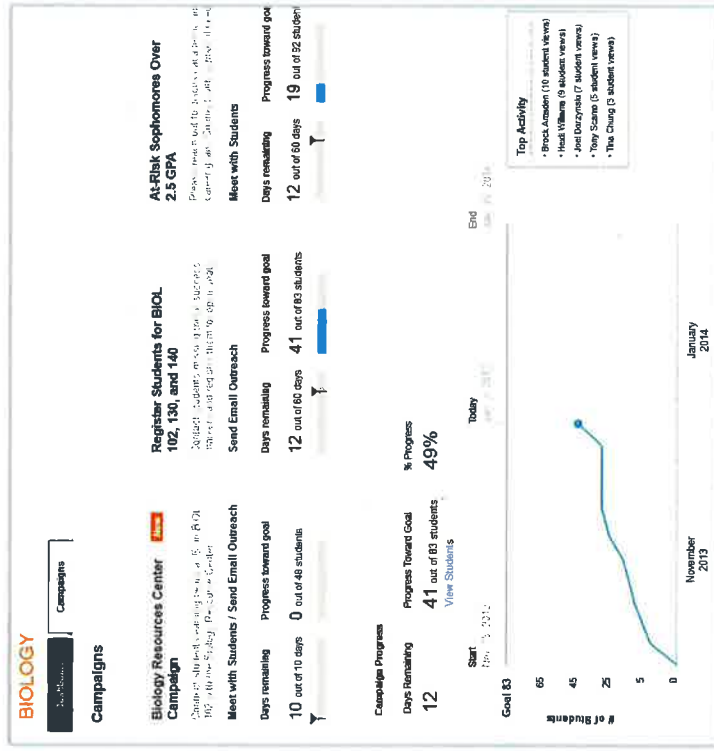 BIOLOGY
Campaigns
Campaigns
Biology Resources Center
Campaign
New
Meet with Students / Send Email Outreach
Days remaining
Progress toward goal
10 out of 10 days
0 out of 48 students
Register Students for BIOL
102, 130, and 140
Send Email Outreach
Days remaining
Progress toward goal
12 out of 60 days
41 out of 83 students
At-Risk Sophomores Over
2.5 GPA
Meet with Students
Days remaining
Progress toward goal
12 out of 60 days
19 out of 92 student
Campaign Progress
Days Remaining
Progress Toward Goal
% Progress
12
41 out of 83 students
49%
View Students
Start
Today
End
Goal 83
65
45
25
5
0
# of Students
November
2013
January
2014
Top Activity
• Brock Amsden (10 student views)
• Heidi Williams (9 student views)
• Joel Dorzynski (7 student views)
• Tony Scarno (5 student views)
• Tina Chung (3 student views)